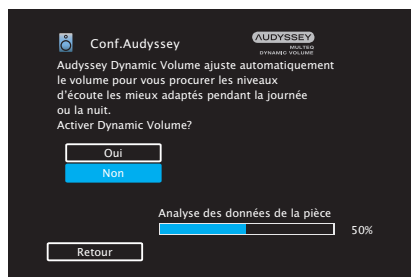 Conf.Audyssey
AUDYSSEY
MULTEQ
DYNAMIC VOLUME
Audyssey Dynamic Volume ajuste automatiquement
le volume pour vous procurer les niveaux
d'écoute les mieux adaptés pendant la journée
ou la nuit.
Activer Dynamic Volume?
Oui
Non
Analyse des données de la pièce
50%
Retour